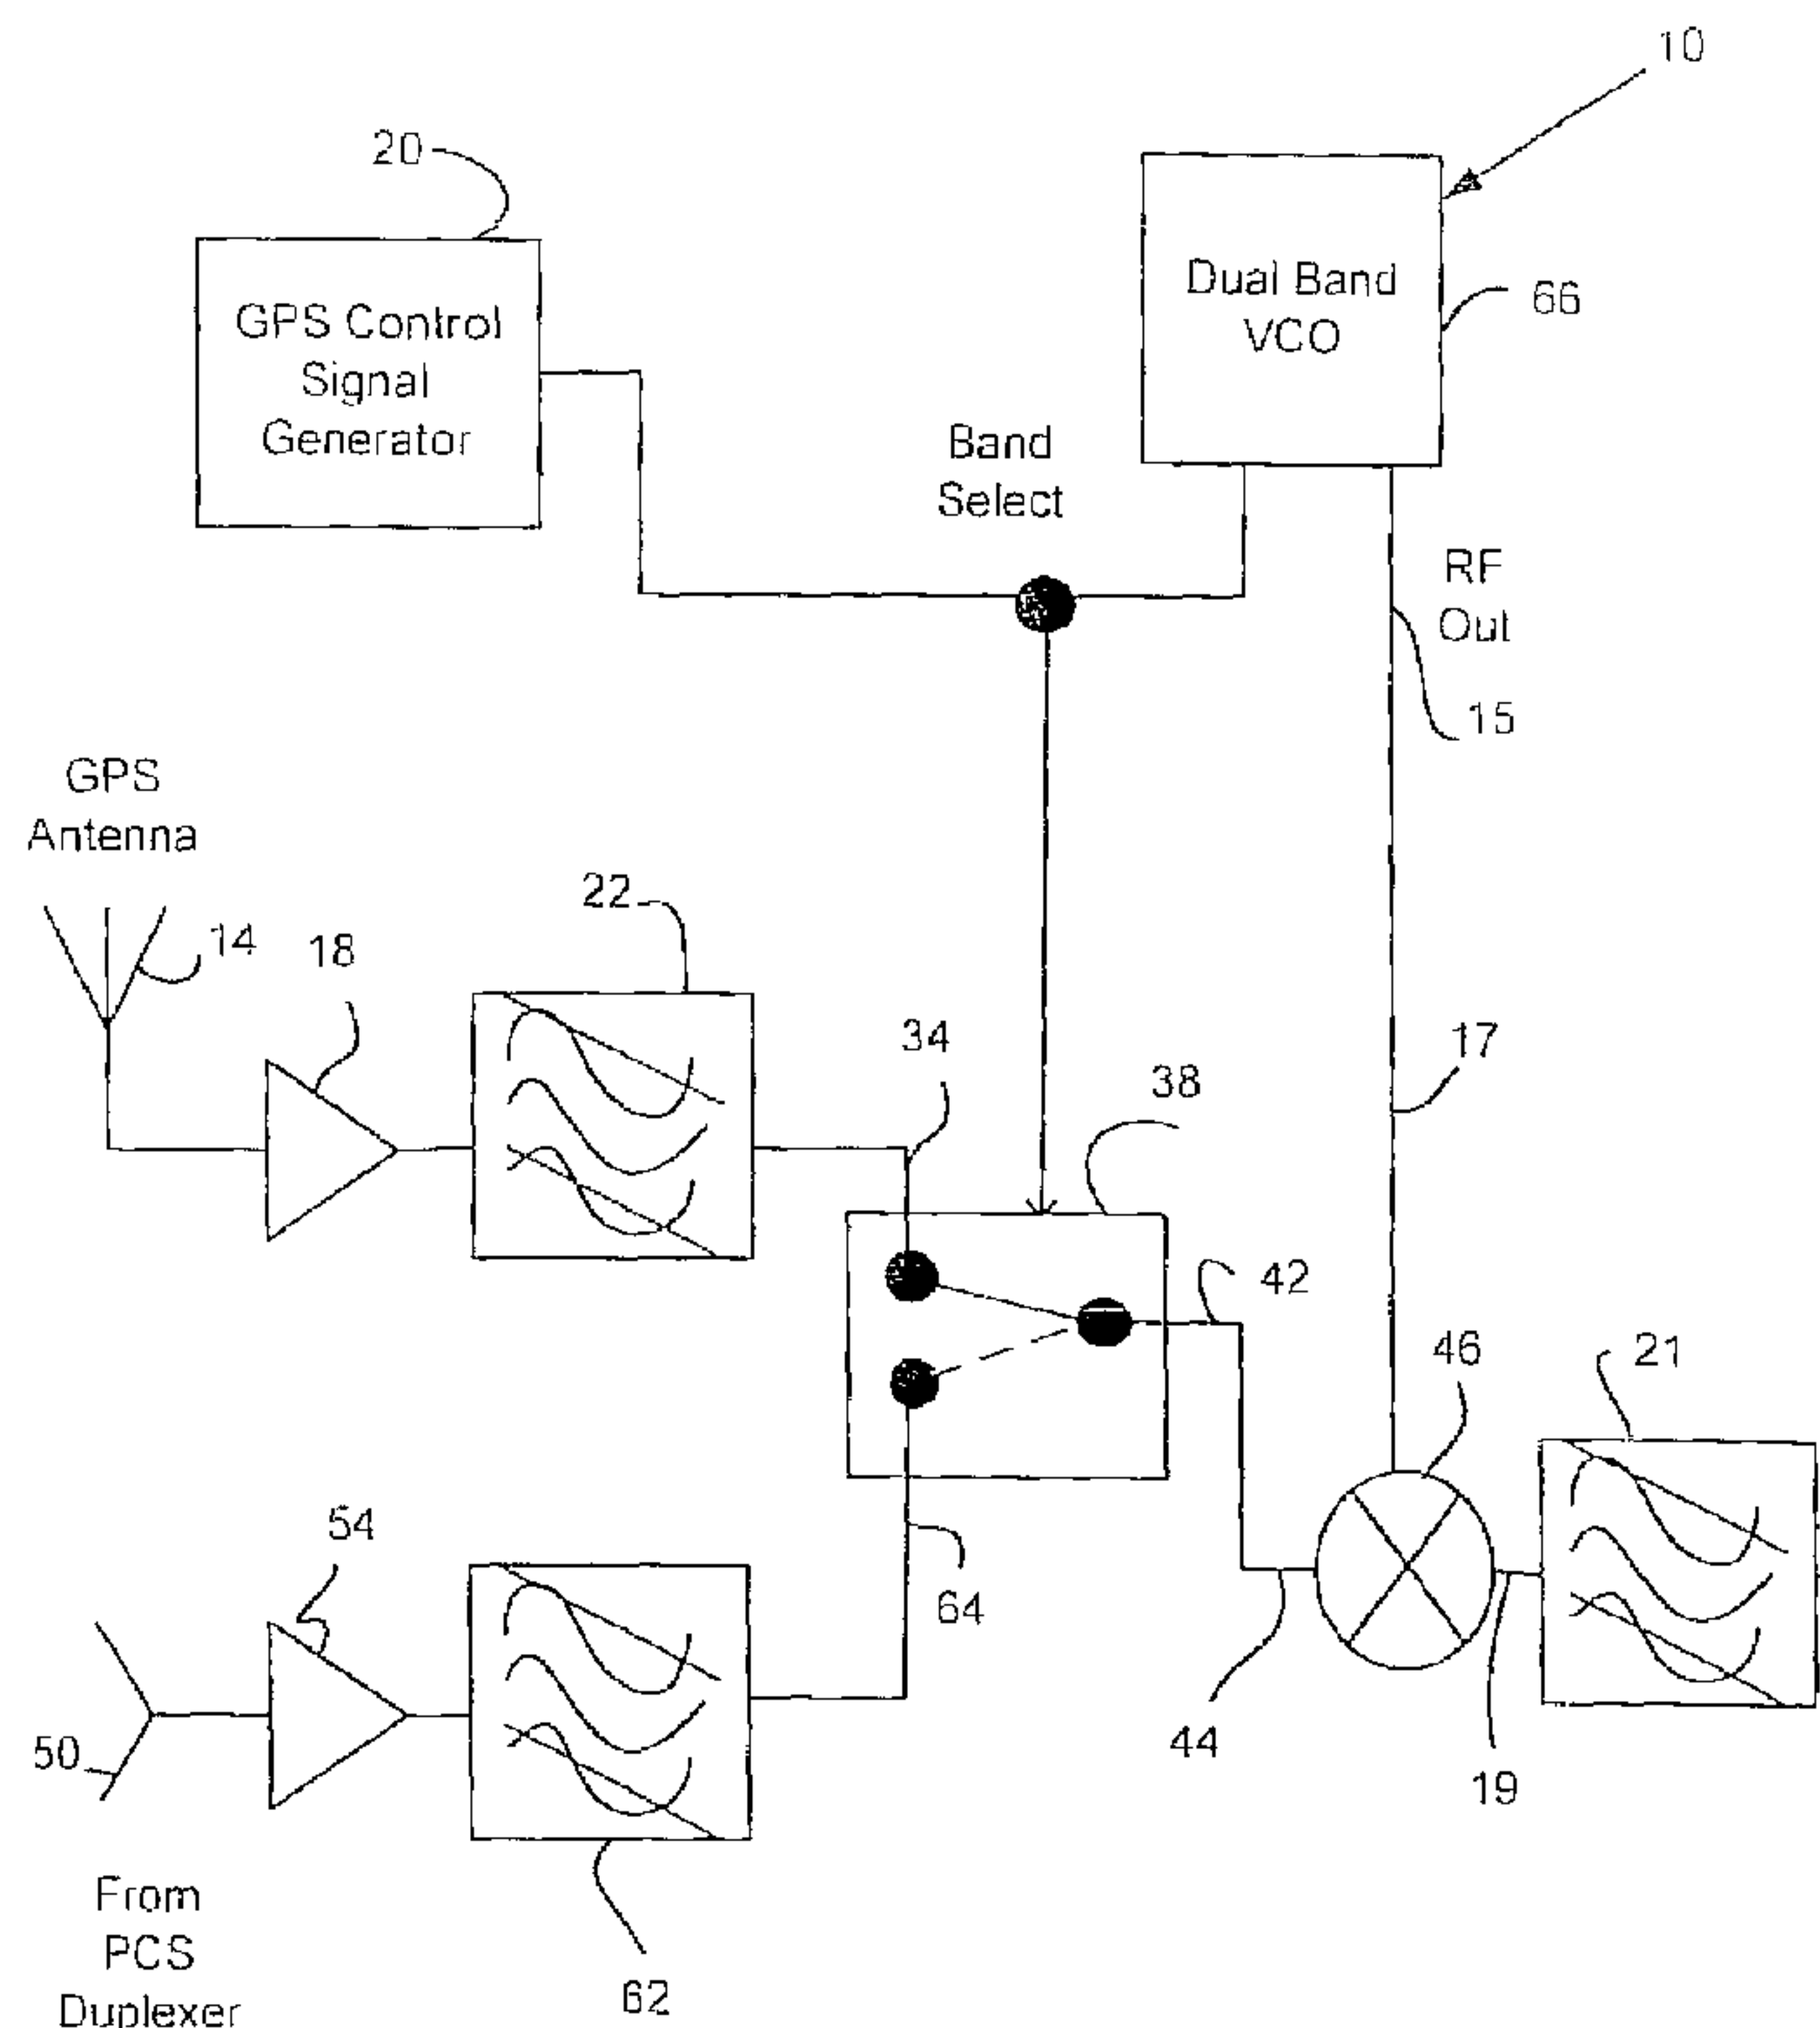 10
20
GPS Control
Signal
Generator
Dual Band
VCO
66
Band
Select
RF
Out
15
GPS
Antenna
14
18
22
34
38
17
42
46
21
54
64
50
44
19
From
PCS
Duplexer
62